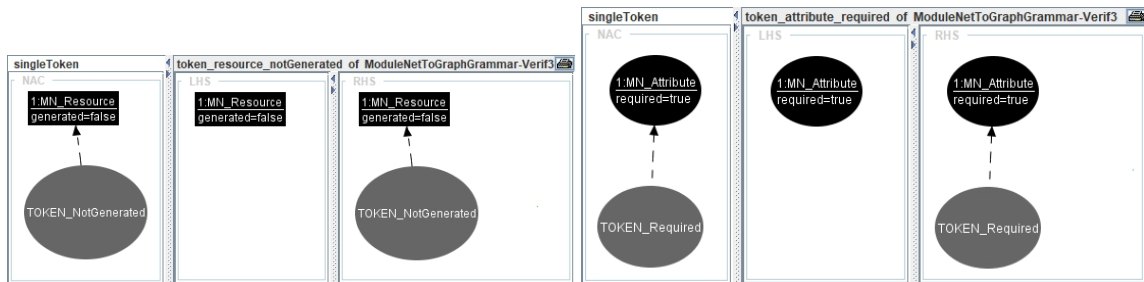 singleToken
token_resource_notGenerated of ModuleNetToGraphGrammar-Verif3
NAC
LHS
RHS
1:MN_Resource
generated=false
1:MN_Resource
generated=false
1:MN_Resource
generated=false
TOKEN_NotGenerated
TOKEN_NotGenerated
singleToken
token_attribute_required of ModuleNetToGraphGrammar-Verif3
NAC
LHS
RHS
1:MN_Attribute
required=true
1:MN_Attribute
required=true
1:MN_Attribute
required=true
TOKEN_Required
TOKEN_Required